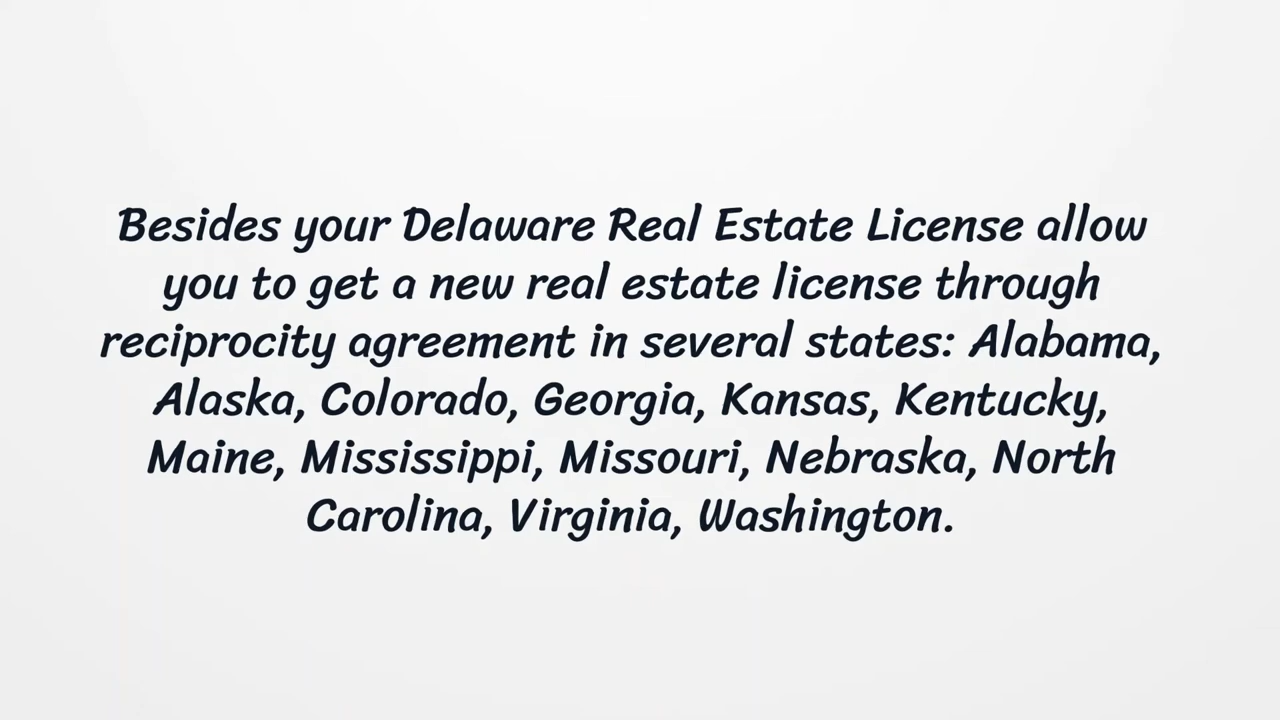 Besides your Delaware Real Estate License allow
you to get a new real estate license through
reciprocity agreement in several states: Alabama,
Alaska, Colorado, Georgia, Kansas, Kentucky,
Maine, Mississippi, Missouri, Nebraska, North
Carolina, Virginia, Washington.